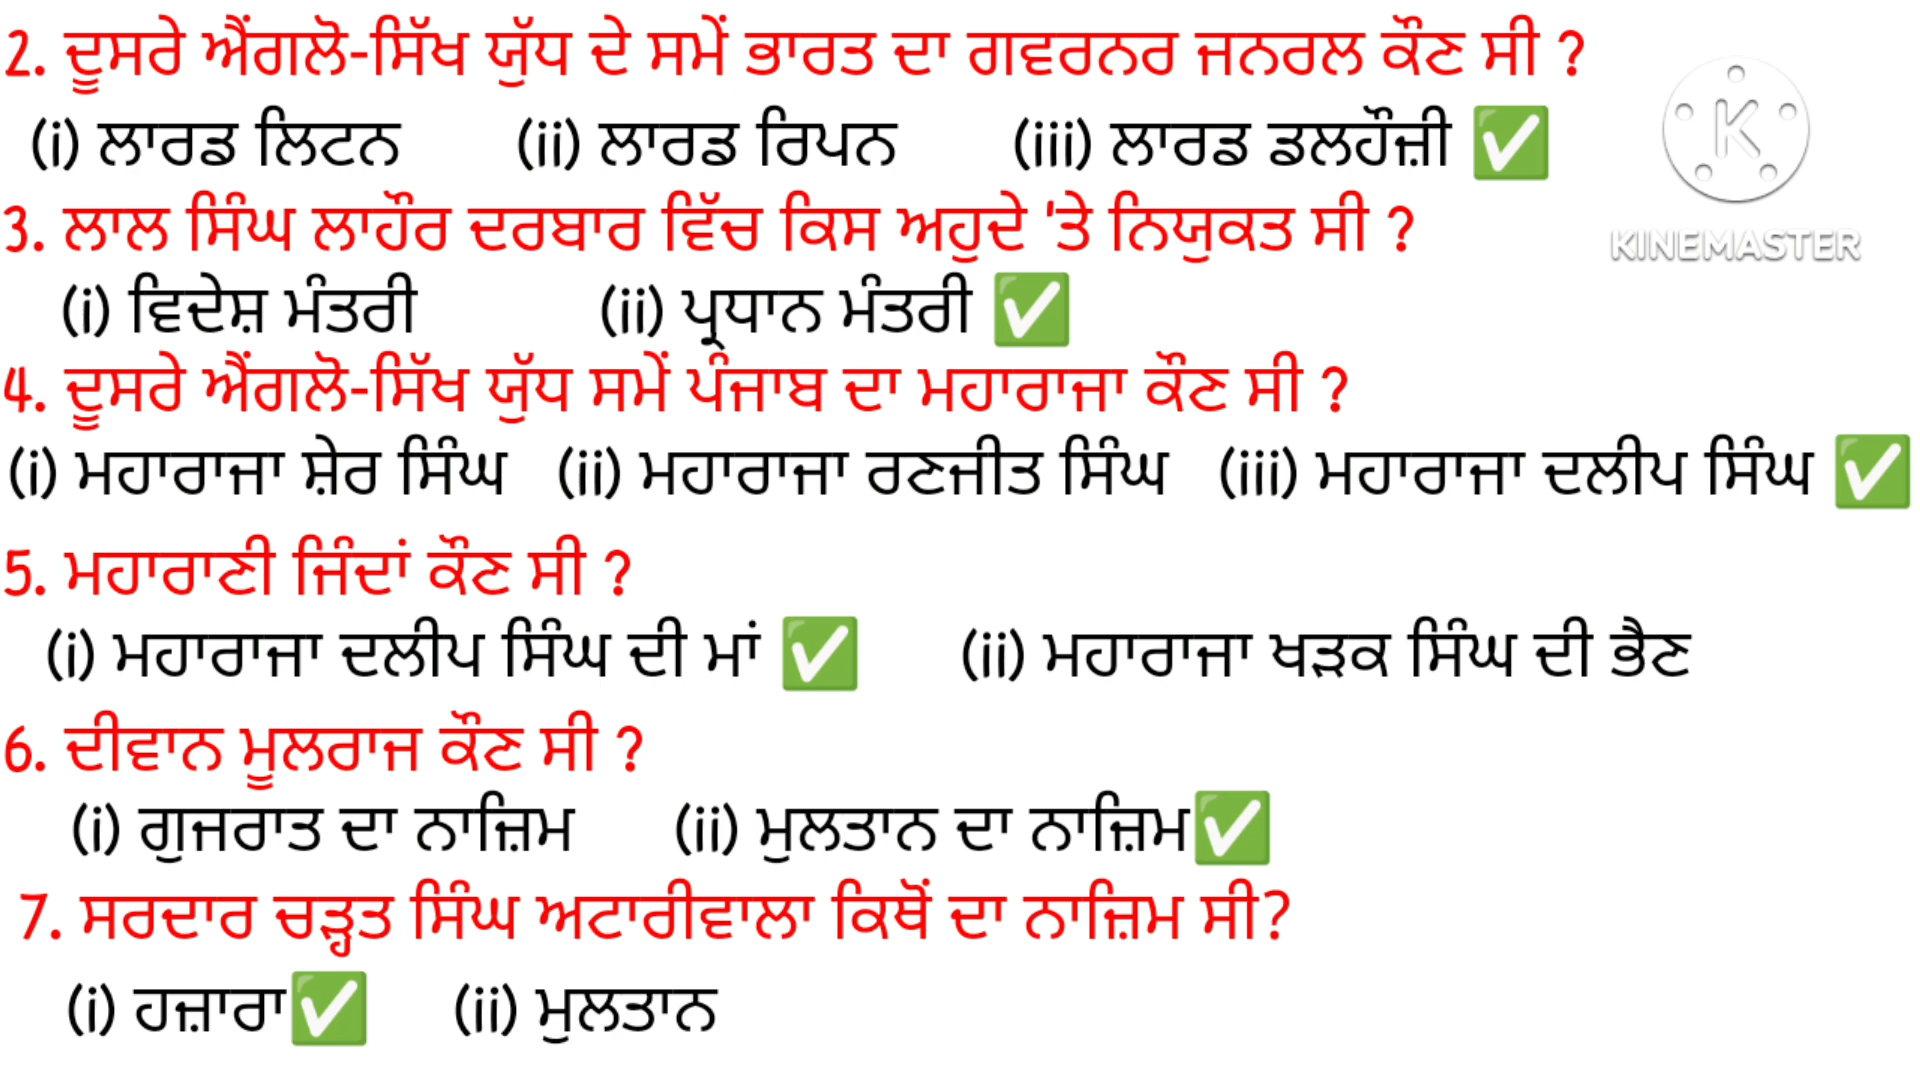 2. ਦੂਸਰੇ ਐਂਗਲੋ-ਸਿੱਖ ਯੁੱਧ ਦੇ ਸਮੇਂ ਭਾਰਤ ਦਾ ਗਵਰਨਰ ਜਨਰਲ ਕੌਣ ਸੀ ?
(i) ਲਾਰਡ ਲਿਟਨ (ii) ਲਾਰਡ ਰਿਪਨ (iii) ਲਾਰਡ ਡਲਹੌਜ਼ੀ ✅
K
KINEMASTER
3. ਲਾਲ ਸਿੰਘ ਲਾਹੌਰ ਦਰਬਾਰ ਵਿੱਚ ਕਿਸ ਅਹੁਦੇ 'ਤੇ ਨਿਯੁਕਤ ਸੀ ?
(i) ਵਿਦੇਸ਼ ਮੰਤਰੀ (ii) ਪ੍ਰਧਾਨ ਮੰਤਰੀ ✅
4. ਦੂਸਰੇ ਐਂਗਲੋ-ਸਿੱਖ ਯੁੱਧ ਸਮੇਂ ਪੰਜਾਬ ਦਾ ਮਹਾਰਾਜਾ ਕੌਣ ਸੀ ?
(i) ਮਹਾਰਾਜਾ ਸ਼ੇਰ ਸਿੰਘ (ii) ਮਹਾਰਾਜਾ ਰਣਜੀਤ ਸਿੰਘ (iii) ਮਹਾਰਾਜਾ ਦਲੀਪ ਸਿੰਘ ✅
5. ਮਹਾਰਾਣੀ ਜਿੰਦਾਂ ਕੌਣ ਸੀ ?
(i) ਮਹਾਰਾਜਾ ਦਲੀਪ ਸਿੰਘ ਦੀ ਮਾਂ ✅ (ii) ਮਹਾਰਾਜਾ ਖੜਕ ਸਿੰਘ ਦੀ ਭੈਣ
6. ਦੀਵਾਨ ਮੂਲਰਾਜ ਕੌਣ ਸੀ ?
(i) ਗੁਜਰਾਤ ਦਾ ਨਾਜ਼ਿਮ (ii) ਮੁਲਤਾਨ ਦਾ ਨਾਜ਼ਿਮ✅
7. ਸਰਦਾਰ ਚੜ੍ਹਤ ਸਿੰਘ ਅਟਾਰੀਵਾਲਾ ਕਿਥੋਂ ਦਾ ਨਾਜ਼ਿਮ ਸੀ?
(i) ਹਜ਼ਾਰਾ✅ (ii) ਮੁਲਤਾਨ